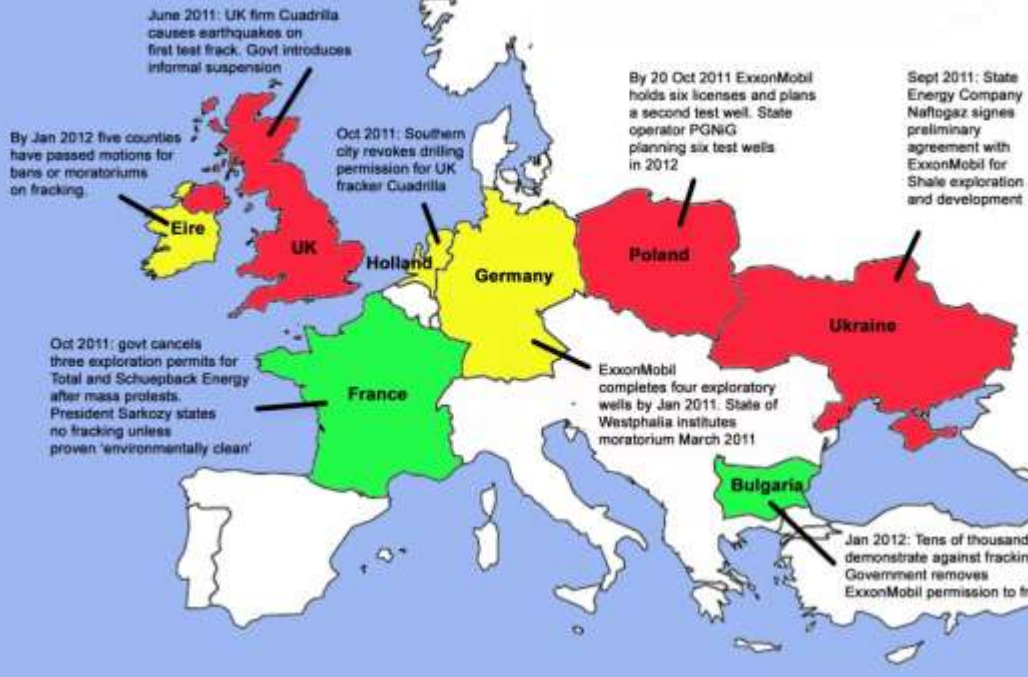 June 2011: UK firm Cuadrilla
causes earthquakes on
first test frack. Govt introduces
informal suspension
By Jan 2012 five counties
have passed motions for
bans or moratoriums
on fracking.
Oct 2011: Southern
city revokes drilling
permission for UK
fracker Cuadrilla
By 20 Oct 2011 ExxonMobil
holds six licenses and plans
a second test well. State
operator PGNiG
planning six test wells
in 2012
Sept 2011: State
Energy Company
Naftogaz signes
preliminary
agreement with
ExxonMobil for
Shale exploration
and development
Eire
UK
Holland
Germany
Poland
Ukraine
Oct 2011: govt cancels
three exploration permits for
Total and Schuepback Energy
after mass protests.
President Sarkozy states
no fracking unless
proven 'environmentally clean'
France
ExxonMobil
completes four exploratory
wells by Jan 2011. State of
Westphalia institutes
moratorium March 2011
Bulgaria
Jan 2012: Tens of thousand
demonstrate against frackin
Government removes
ExxonMobil permission to fr